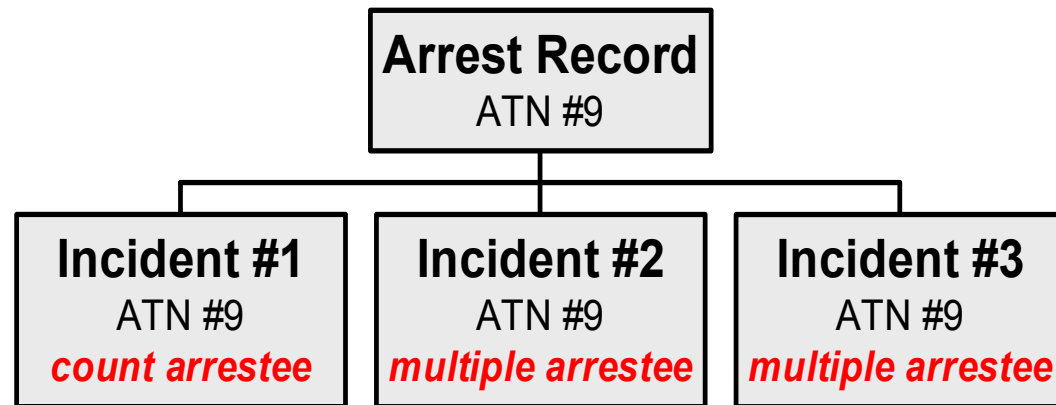 Arrest Record
ATN #9
Incident #1
ATN #9
count arrestee
Incident #2
ATN #9
multiple arrestee
Incident #3
ATN #9
multiple arrestee